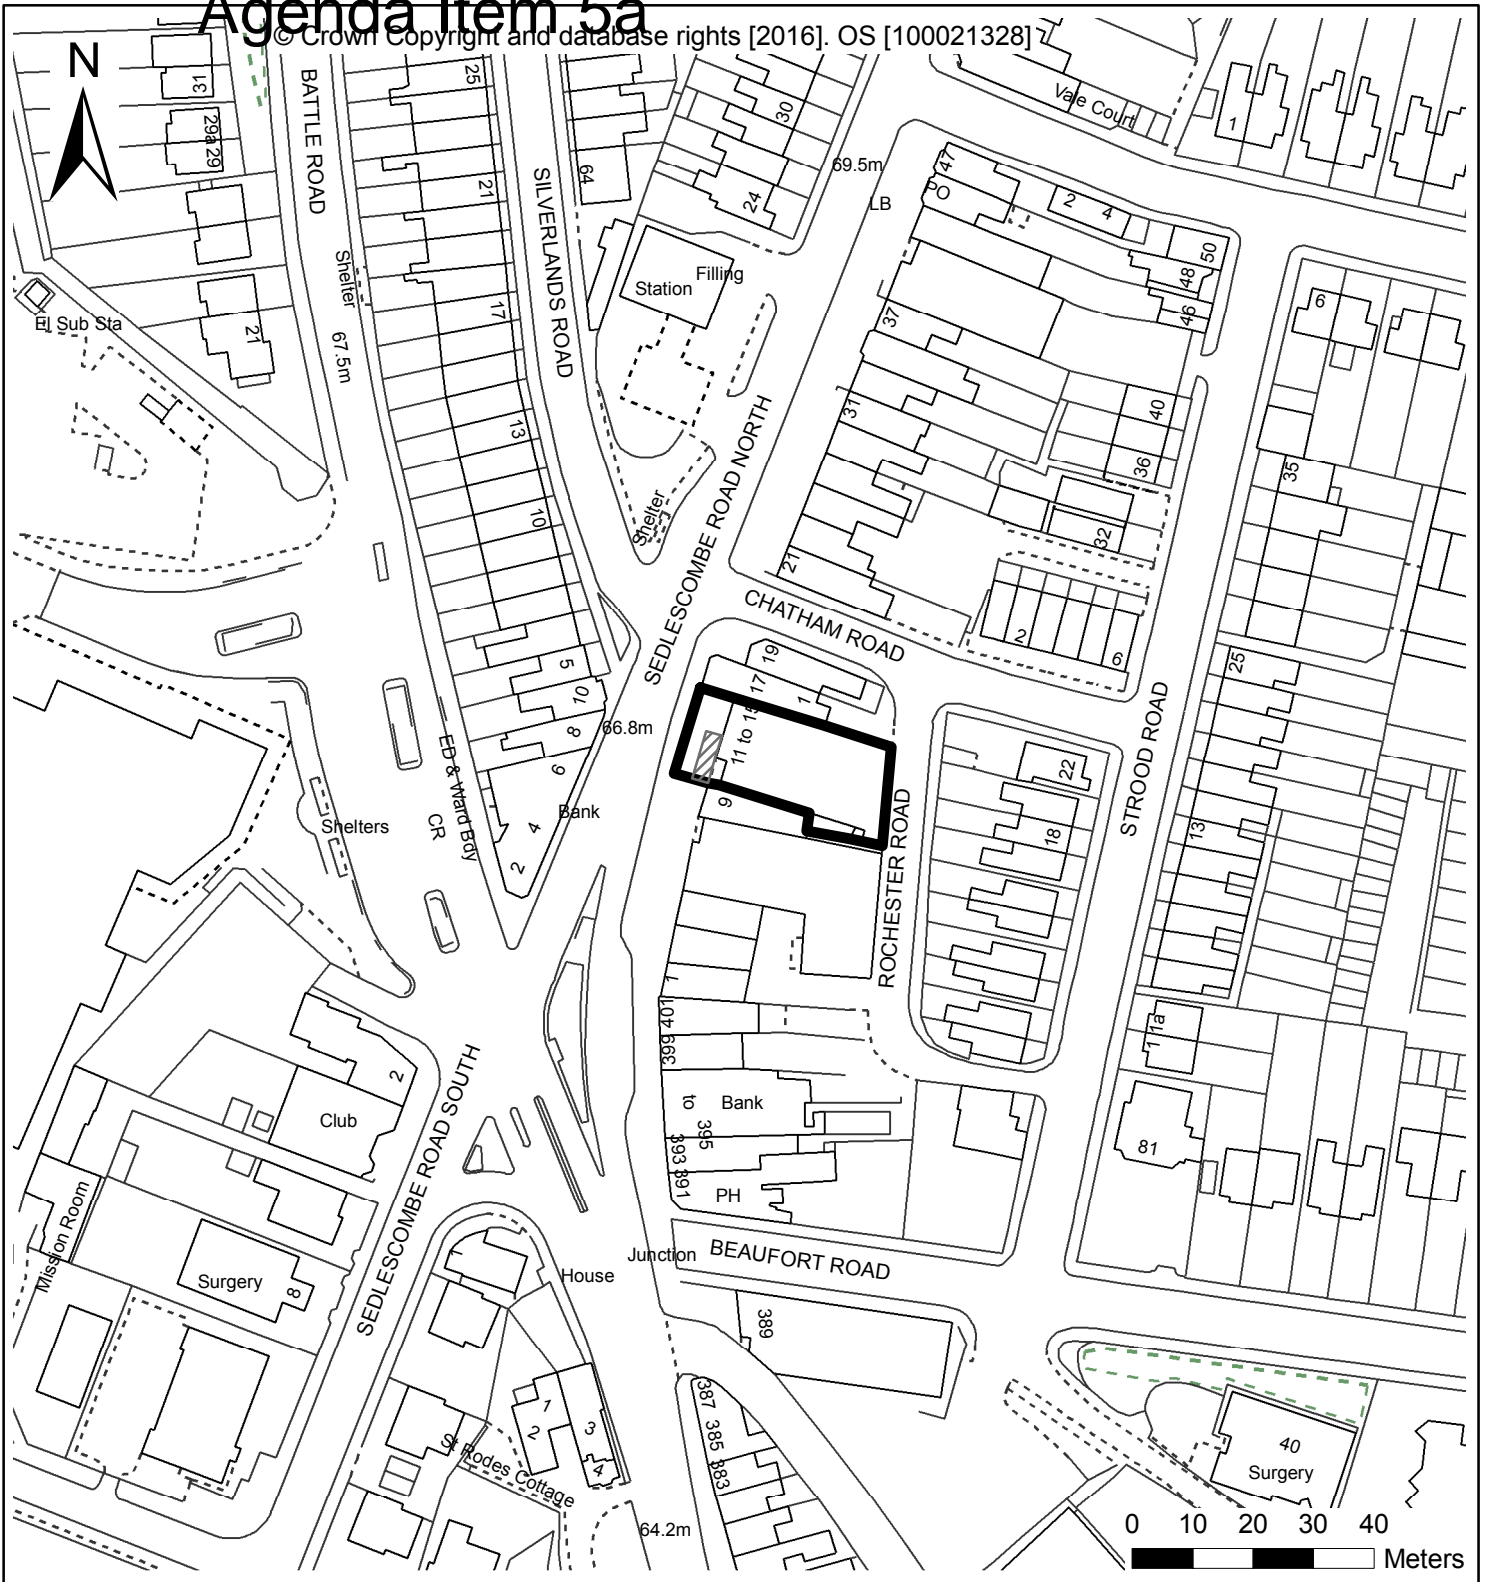 Agenda Item 5a
© Crown Copyright and database rights [2016]. OS [100021328]
N
31
29a 29
BATTLE ROAD
25
21
SILVERLANDS ROAD
64
30
24
69.5m
LB
47
PO
Vale Court
1
2
4
50
48
46
6
El Sub Sta
21
Shelter
67.5m
17
Filling
Station
37
31
40
36
35
13
10
Shelter
SEDLESCOMBE ROAD NORTH
21
32
CHATHAM ROAD
2
6
5
10
8
6
66.8m
19
17
1
11 to 15
9
25
22
18
STROOD ROAD
13
ED & Ward Bdy
CR
Shelters
Bank
4
2
ROCHESTER ROAD
1
401
399
to
Bank
395
393
391
PH
11a
1
81
2
Club
SEDLESCOMBE ROAD SOUTH
Mission Room
Surgery
8
1
House
Junction
BEAUFORT ROAD
389
1
2
3
4
St Rodes Cottage
387
385
383
64.2m
40
Surgery
0 10 20 30 40
Meters